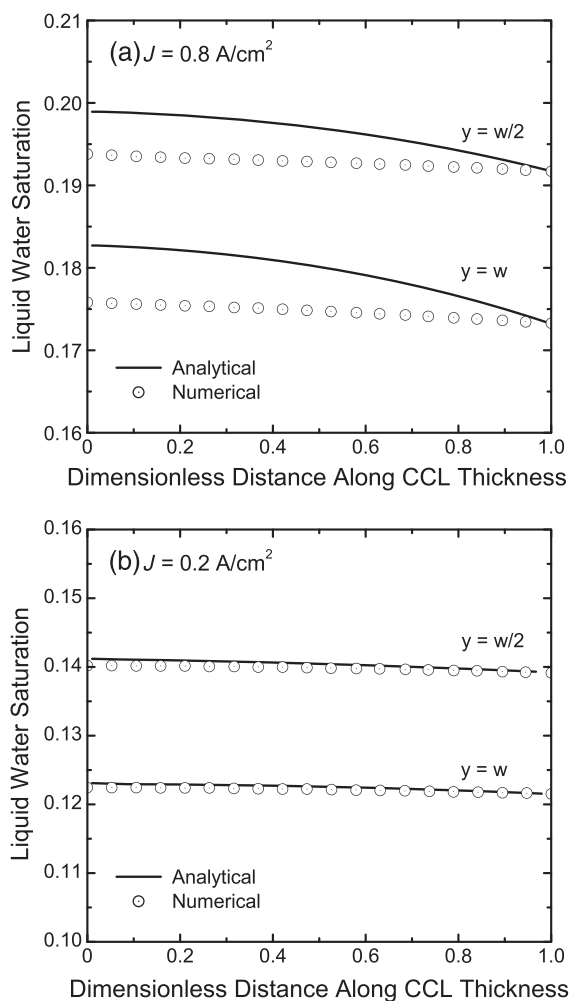 0.21
(a) J = 0.8 A/cm²
0.20
y = w/2
0.19
Liquid Water Saturation
0.18
y = w
0.17
Analytical
Numerical
0.16
0 0.2 0.4 0.6 0.8 1.0
Dimensionless Distance Along CCL Thickness
0.16
(b) J = 0.2 A/cm²
0.15
y = w/2
0.14
Liquid Water Saturation
0.13
y = w
0.12
0.11
Analytical
Numerical
0.10
0 0.2 0.4 0.6 0.8 1.0
Dimensionless Distance Along CCL Thickness